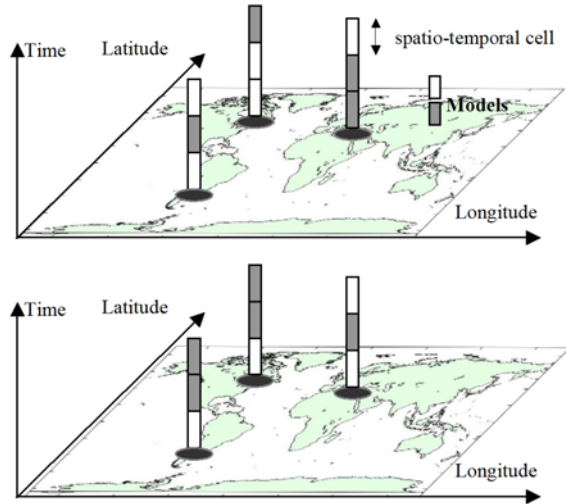 Time
Latitude
spatio-temporal cell
Models
Longitude
Time
Latitude
Longitude